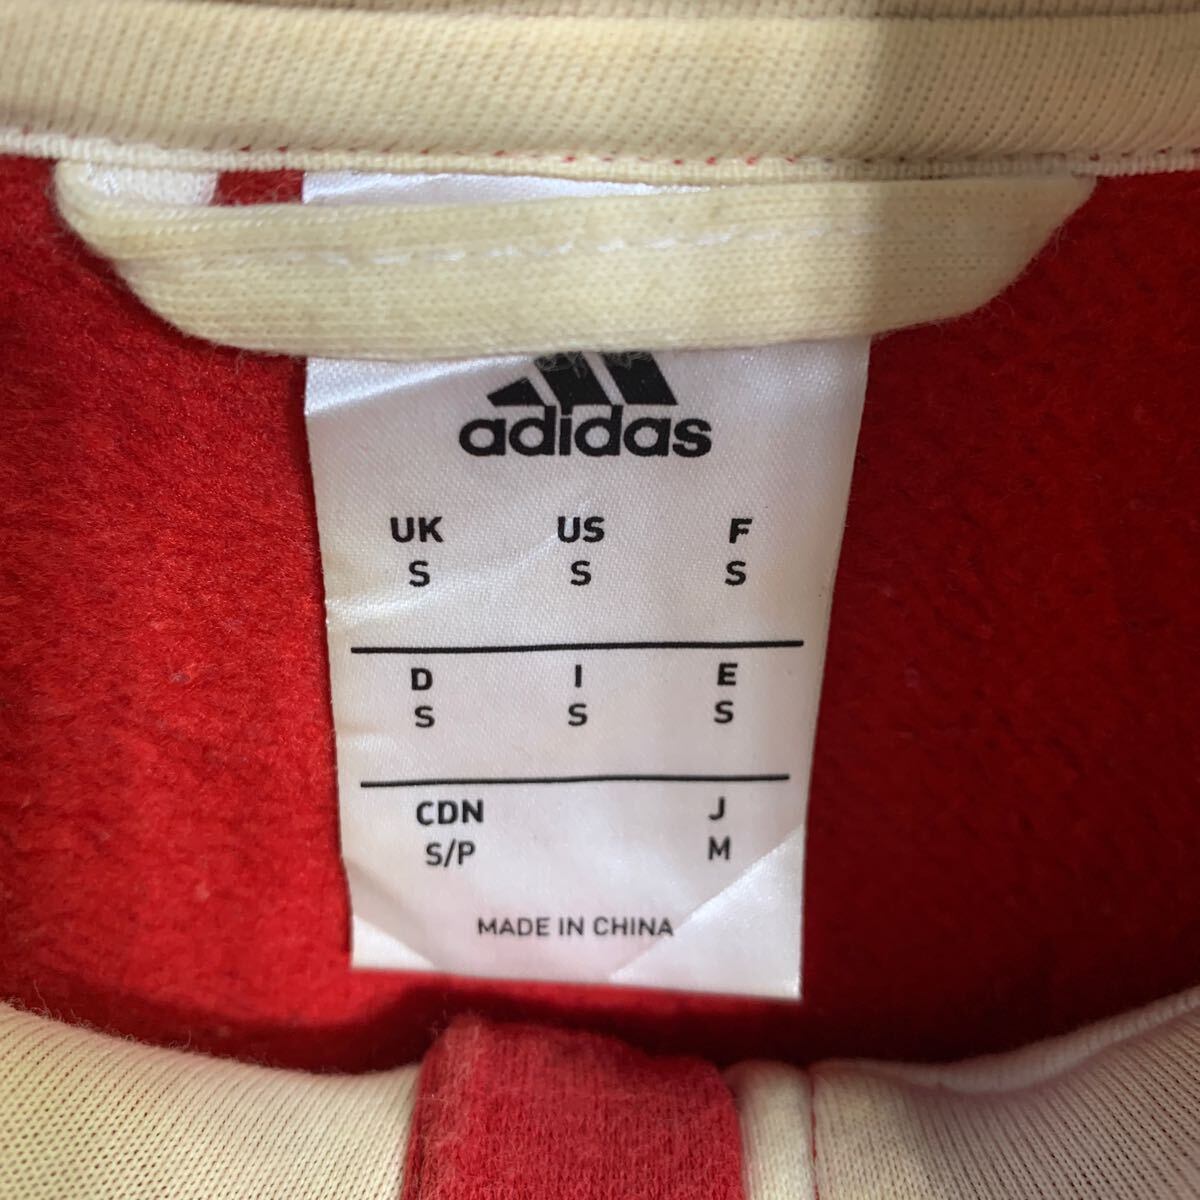 adidas
UK US F
S S S
D I E
S S S
CDN J
S/P M
MADE IN CHINA